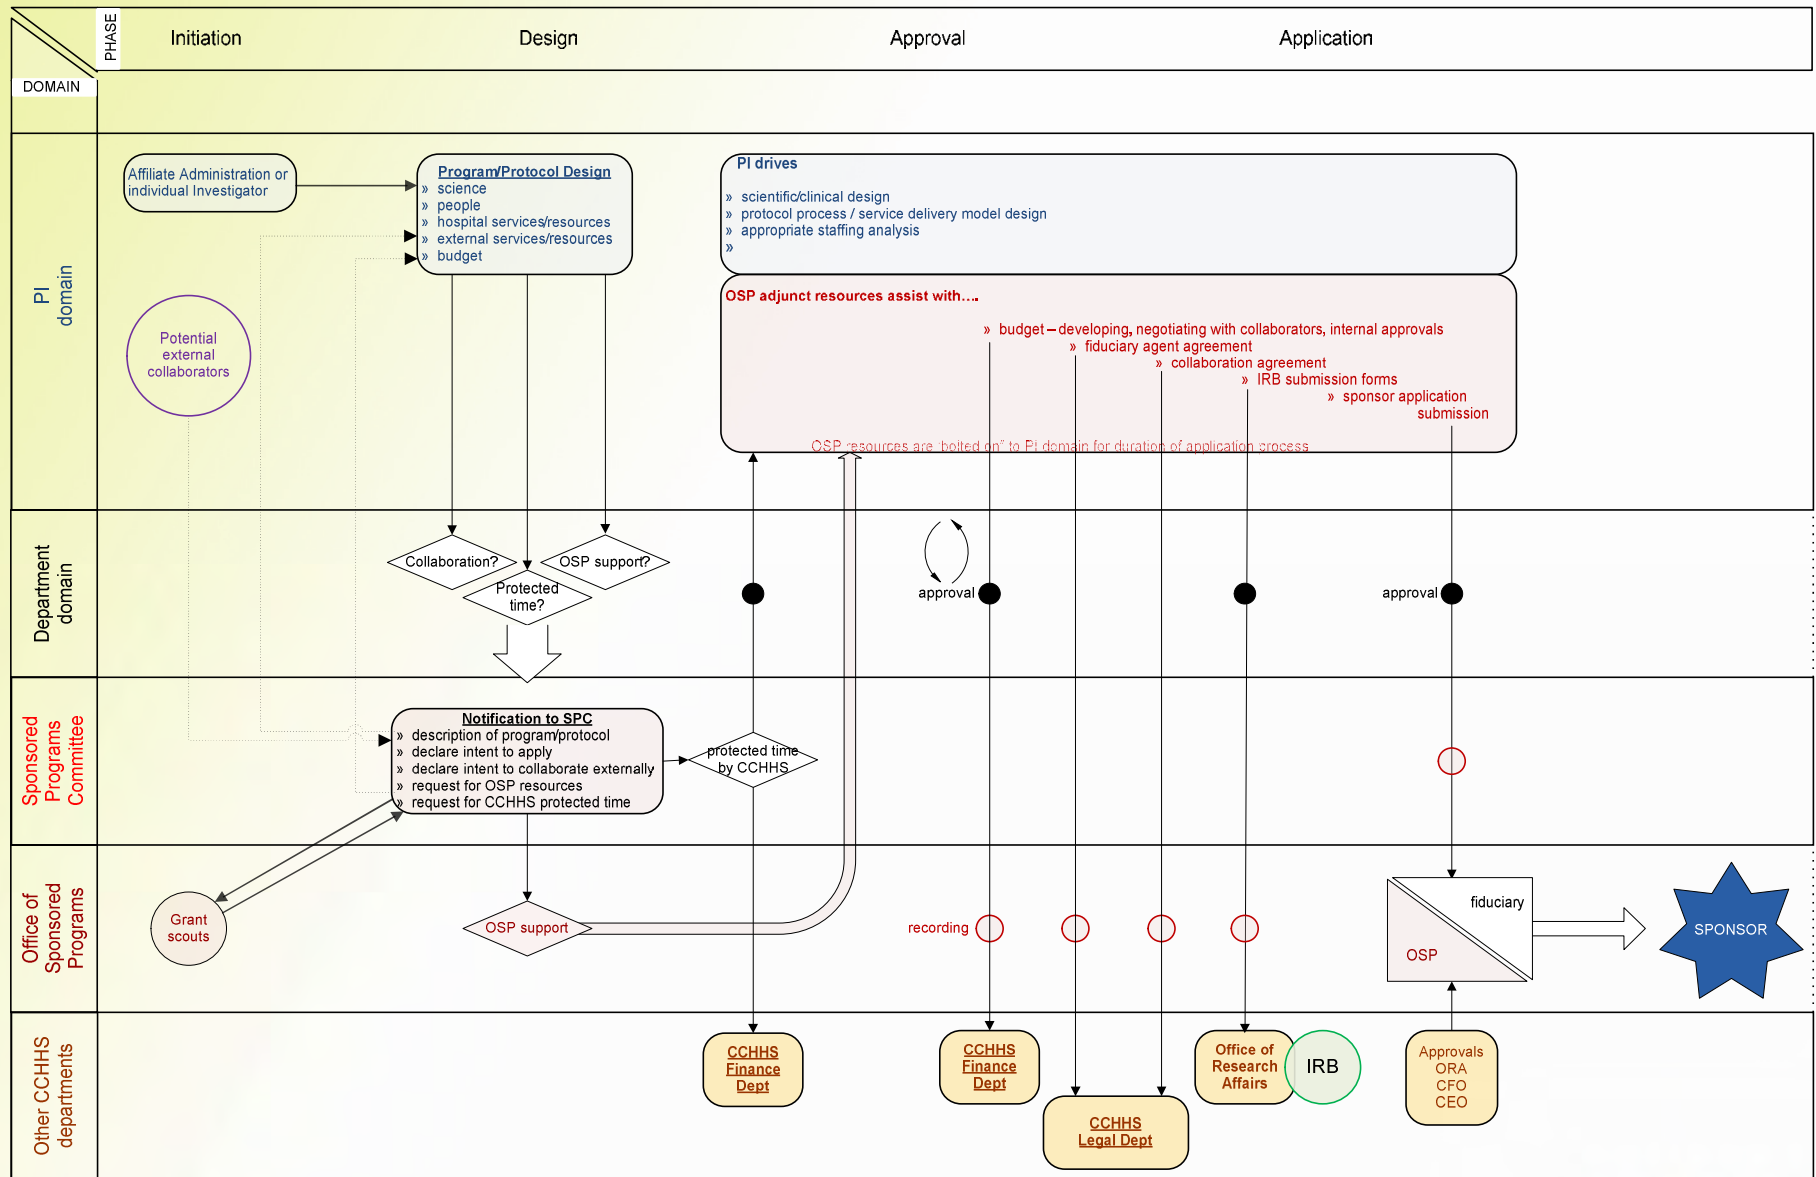 PHASE
Initiation
Design
Approval
Application
DOMAIN
PI
domain
Affiliate Administration or
individual Investigator
Program/Protocol Design
» science
» people
» hospital services/resources
» external services/resources
» budget
PI drives
» scientific/clinical design
» protocol process / service delivery model design
» appropriate staffing analysis
»
Potential
external
collaborators
OSP adjunct resources assist with....
» budget – developing, negotiating with collaborators, internal approvals
» fiduciary agent agreement
» collaboration agreement
» IRB submission forms
» sponsor application
submission
OSP resources are "bolted on" to PI domain for duration of application process
Department
domain
Collaboration?
Protected
time?
OSP support?
approval
approval
Sponsored
Programs
Committee
Notification to SPC
» description of program/protocol
» declare intent to apply
» declare intent to collaborate externally
» request for OSP resources
» request for CCHHS protected time
protected time
by CCHHS
Office of
Sponsored
Programs
Grant
scouts
OSP support
recording
fiduciary
OSP
SPONSOR
Other CCHHS
departments
CCHHS
Finance
Dept
CCHHS
Finance
Dept
CCHHS
Legal Dept
Office of
Research
Affairs
IRB
Approvals
ORA
CFO
CEO